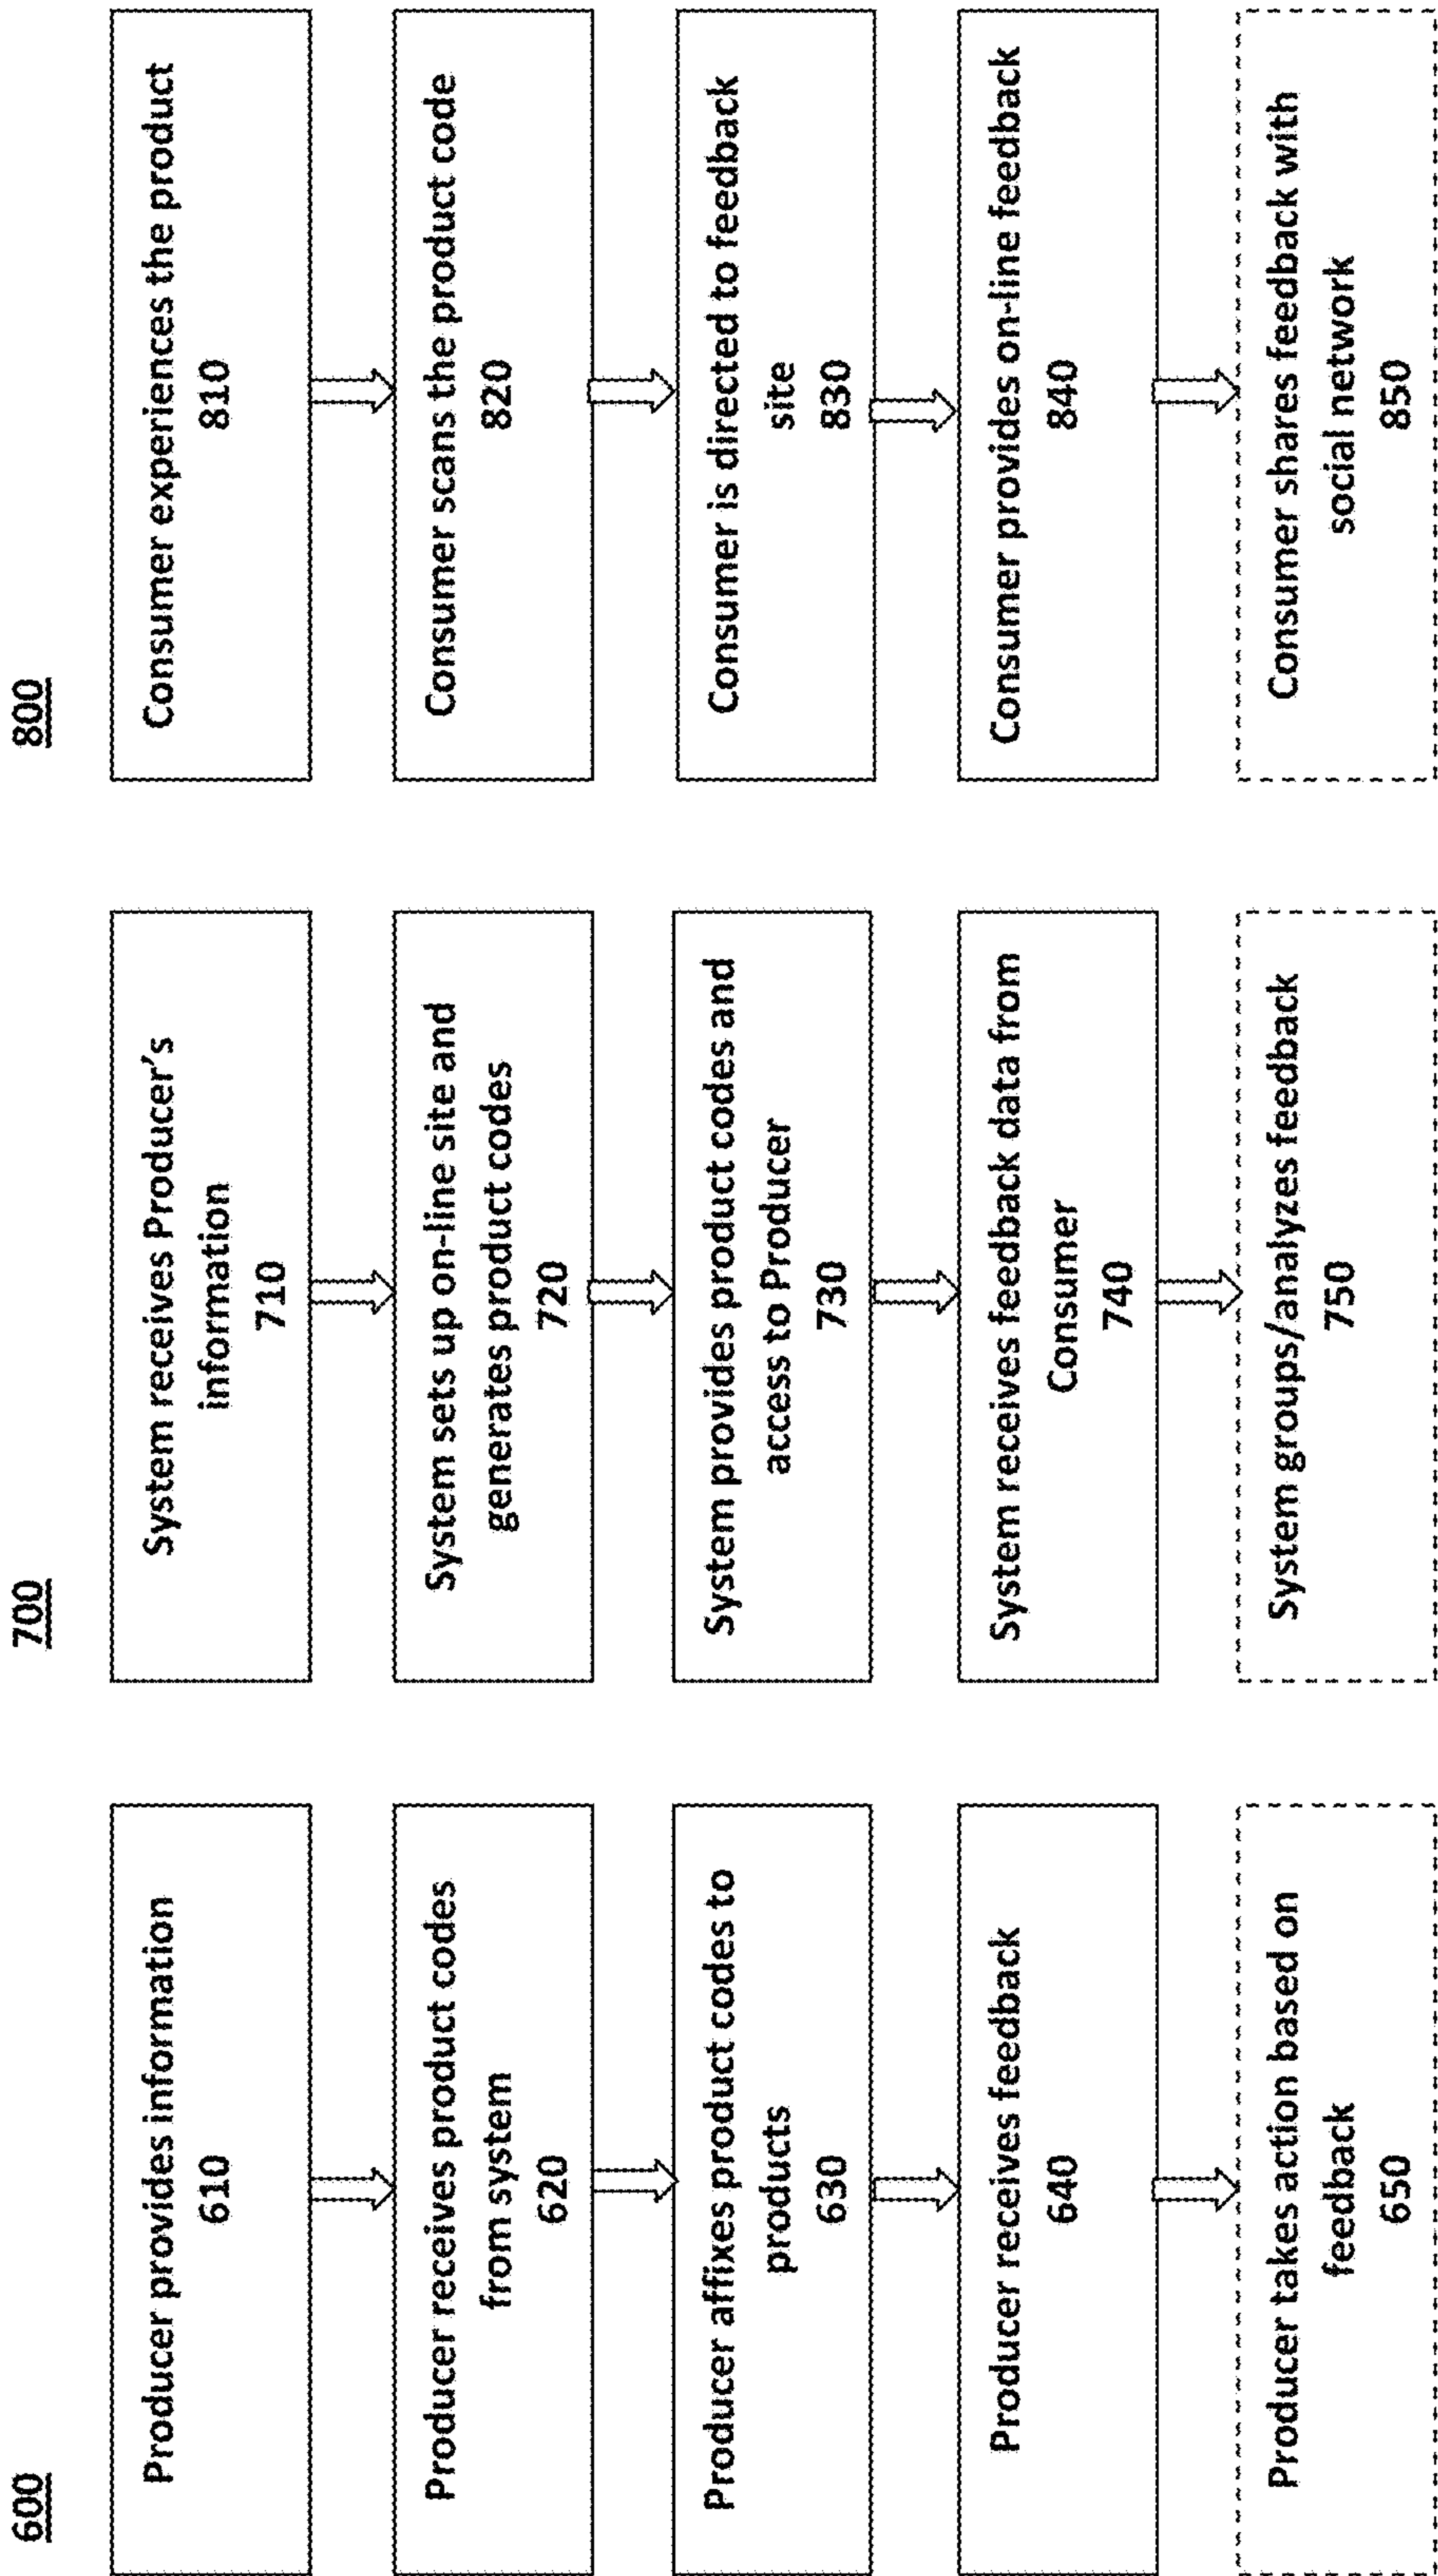 600
Producer provides information
610
Producer receives product codes
from system
620
Producer affixes product codes to
products
630
Producer receives feedback
640
Producer takes action based on
feedback
650
700
System receives Producer's
information
710
System sets up on-line site and
generates product codes
720
System provides product codes and
access to Producer
730
System receives feedback data from
Consumer
740
System groups/analyzes feedback
750
800
Consumer experiences the product
810
Consumer scans the product code
820
Consumer is directed to feedback
site
830
Consumer provides on-line feedback
840
Consumer shares feedback with
social network
850